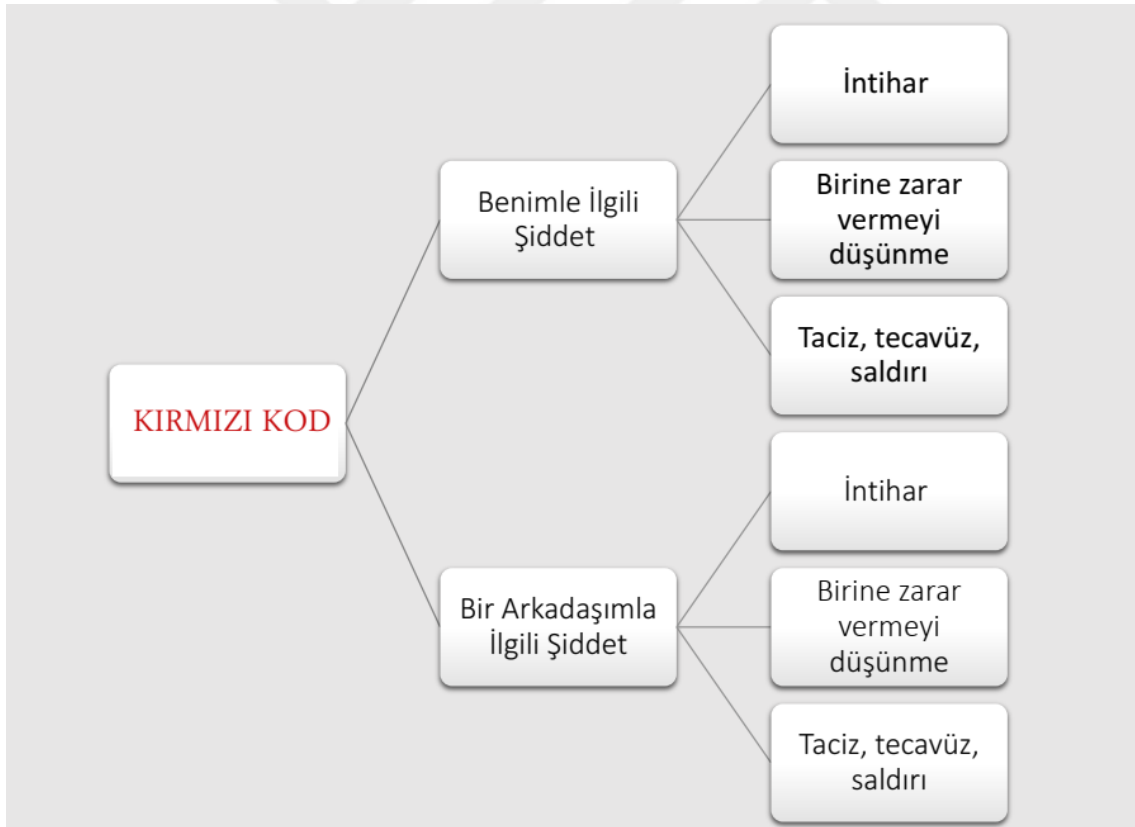 KIRMIZI KOD
Benimle İlgili
Şiddet
İntihar
Birine zarar
vermeyi
düşünme
Taciz, tecavüz,
saldırı
Bir Arkadaşımla
İlgili Şiddet
İntihar
Birine zarar
vermeyi
düşünme
Taciz, tecavüz,
saldırı